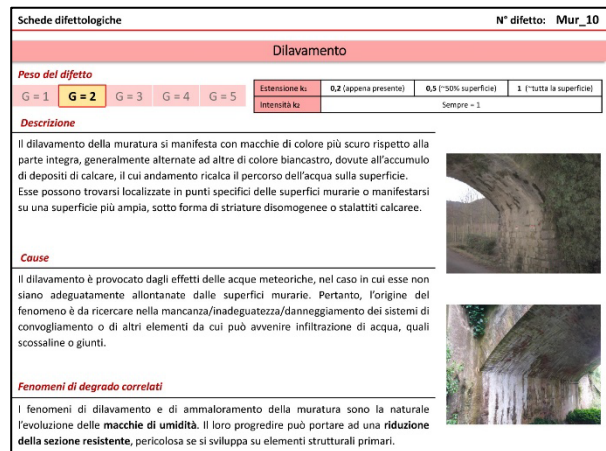 Schede difettologiche N° difetto: Mur_10
Dilavamento
Peso del difetto
G = 1 G = 2 G = 3 G = 4 G = 5
Estensione k₁ 0,2 (appena presente) 0,5 (~50% superficie) 1 (~tutta la superficie)
Intensità k₂ Sempre = 1
Descrizione
Il dilavamento della muratura si manifesta con macchie di colore più scuro rispetto alla
parte integra, generalmente alternate ad altre di colore biancastro, dovute all'accumulo
di depositi di calcare, il cui andamento ricalca il percorso dell'acqua sulla superficie.
Esse possono trovarsi localizzate in punti specifici delle superfici murarie o manifestarsi
su una superficie più ampia, sotto forma di striature disomogenee o stalattiti calcaree.
Cause
Il dilavamento è provocato dagli effetti delle acque meteoriche, nel caso in cui esse non
siano adeguatamente allontanate dalle superfici murarie. Pertanto, l'origine del
fenomeno è da ricercare nella mancanza/inadeguatezza/danneggiamento dei sistemi di
convogliamento o di altri elementi da cui può avvenire infiltrazione di acqua, quali
scossaline o giunti.
Fenomeni di degrado correlati
I fenomeni di dilavamento e di ammaloramento della muratura sono la naturale
l'evoluzione delle macchie di umidità. Il loro progredire può portare ad una riduzione
della sezione resistente, pericolosa se si sviluppa su elementi strutturali primari.